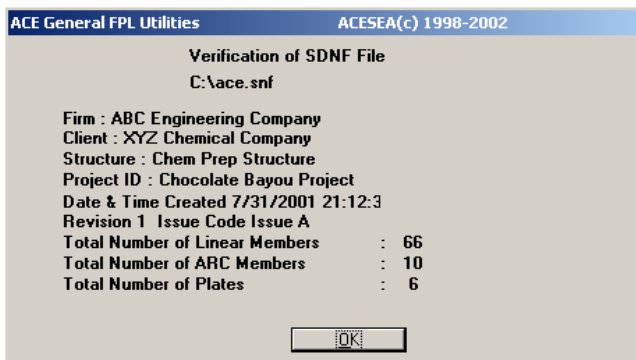 ACE General FPL Utilities ACESEA(c) 1998-2002
Verification of SDNF File
C:\ace.snf
Firm : ABC Engineering Company
Client : XYZ Chemical Company
Structure : Chem Prep Structure
Project ID : Chocolate Bayou Project
Date & Time Created 7/31/2001 21:12:3
Revision 1 Issue Code Issue A
Total Number of Linear Members : 66
Total Number of ARC Members : 10
Total Number of Plates : 6
OK